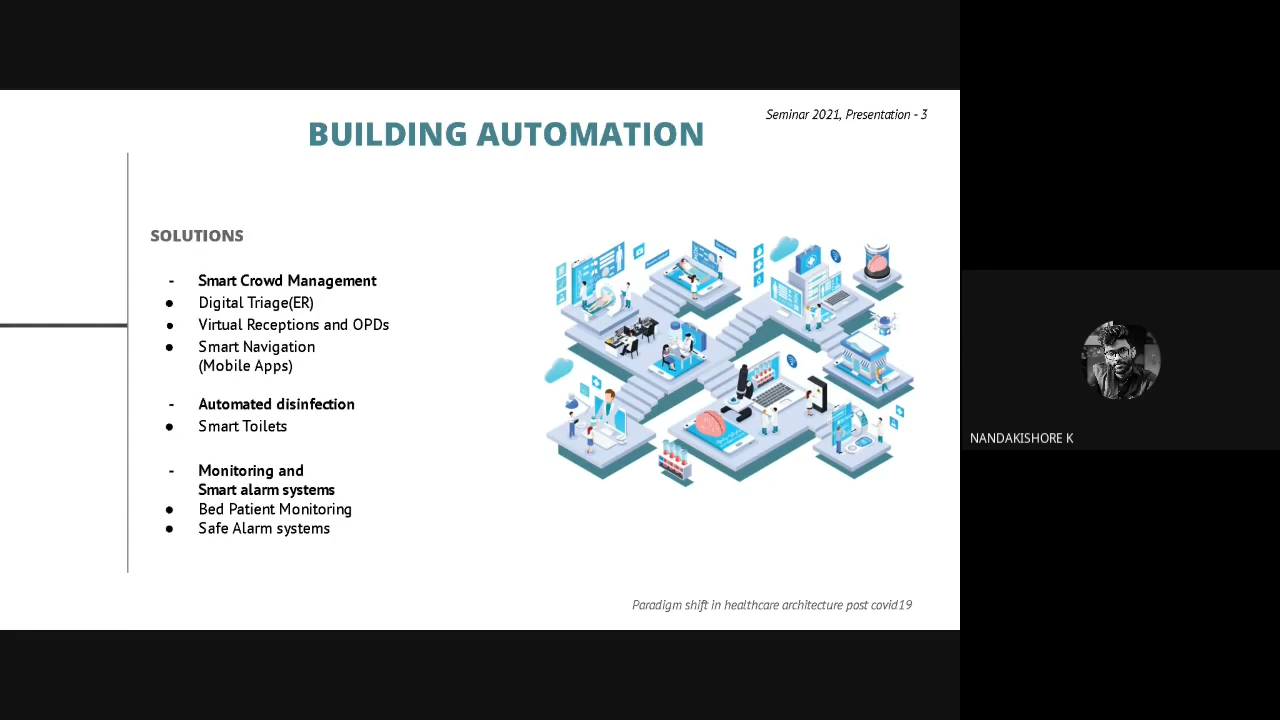 Seminar 2021, Presentation - 3
BUILDING AUTOMATION
SOLUTIONS
- Smart Crowd Management
● Digital Triage(ER)
● Virtual Receptions and OPDs
● Smart Navigation
(Mobile Apps)
- Automated disinfection
● Smart Toilets
- Monitoring and
Smart alarm systems
● Bed Patient Monitoring
● Safe Alarm systems
Paradigm shift in healthcare architecture post covid19
NANDAKISHORE K